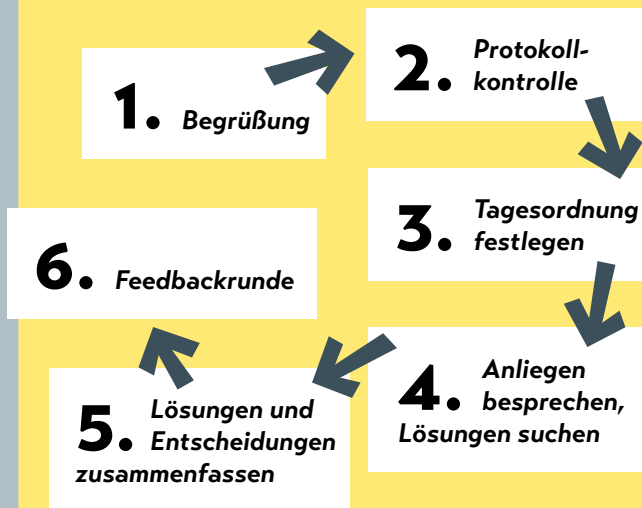 1. Begrüßung
2. Protokoll-
kontrolle
3. Tagesordnung
festlegen
4. Anliegen
besprechen,
Lösungen suchen
5. Lösungen und
Entscheidungen
zusammenfassen
6. Feedbackrunde